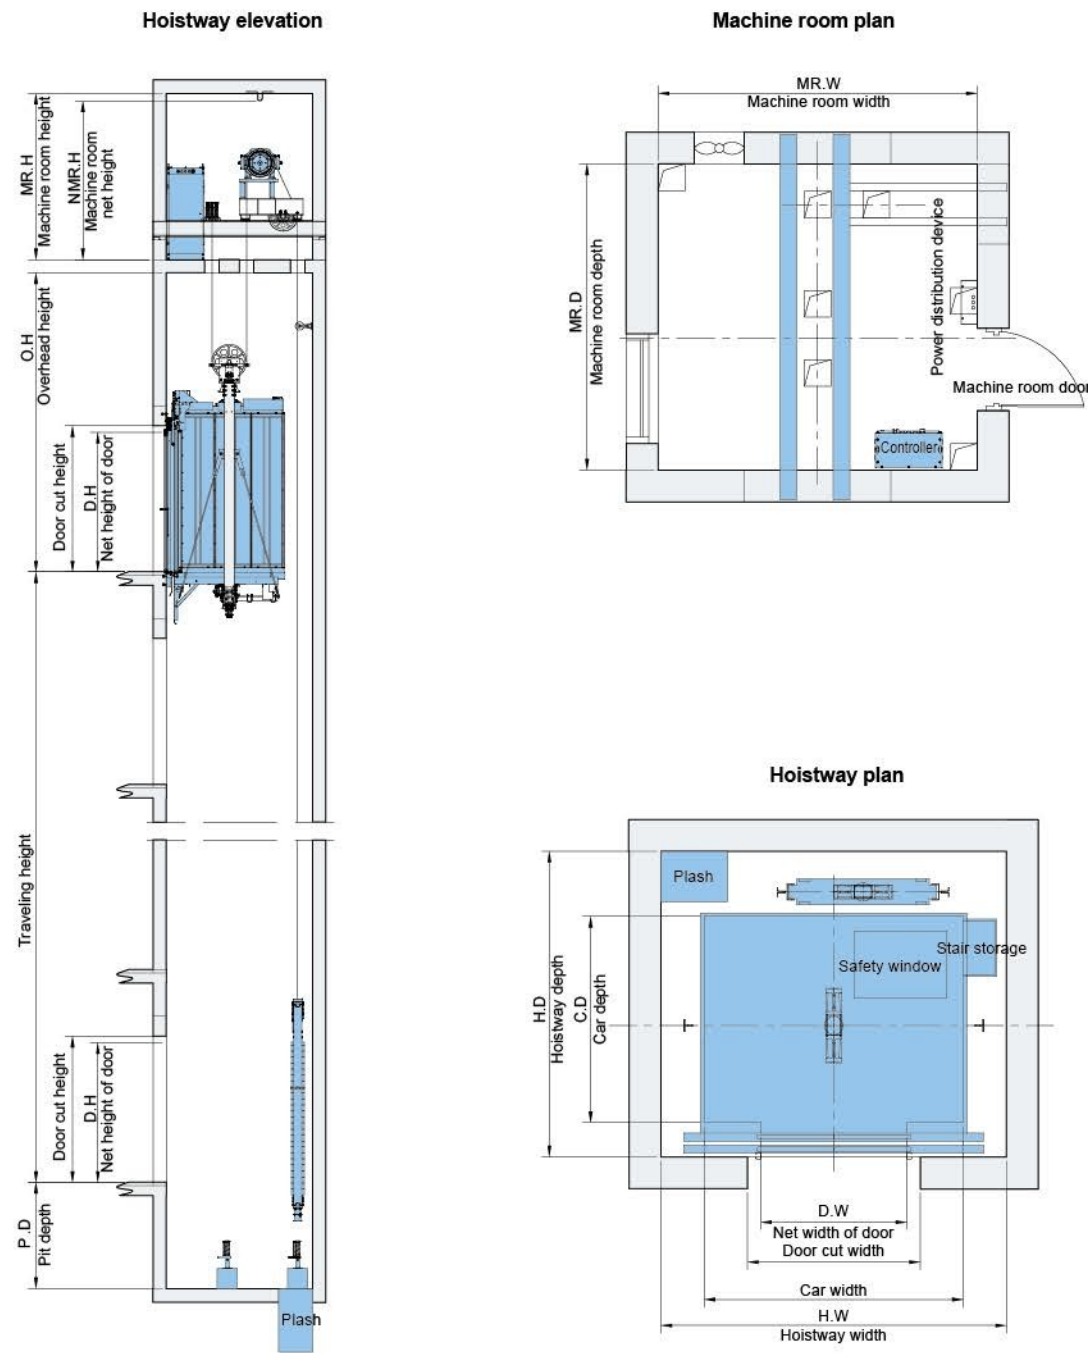 Hoistway elevation
MR.H
Machine room height
NMR.H
Machine room
net height
O.H
Overhead height
Door cut height
D.H
Net height of door
Traveling height
Door cut height
D.H
Net height of door
P.D
Pit depth
Plash
Machine room plan
MR.W
Machine room width
MR.D
Machine room depth
Power distribution device
Machine room door
Controller
Hoistway plan
Plash
Stair storage
Safety window
H.D
Hoistway depth
C.D
Car depth
D.W
Net width of door
Door cut width
Car width
H.W
Hoistway width